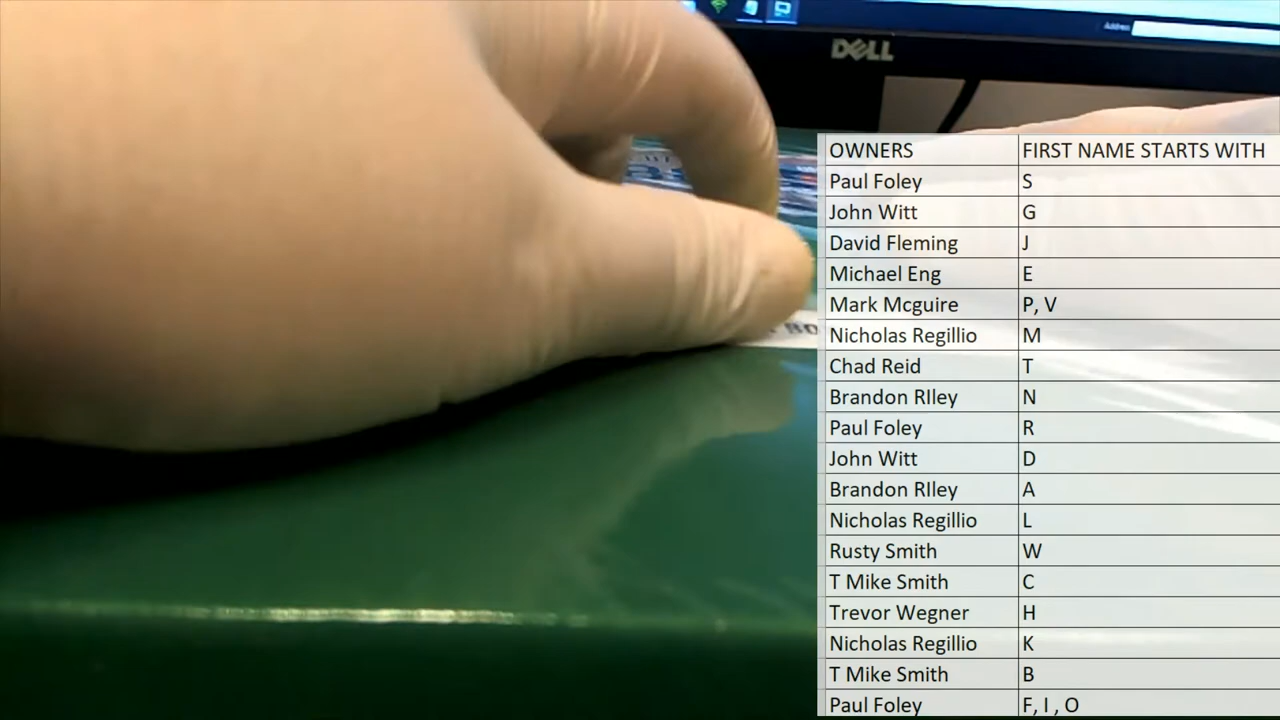 Address
DELL
OWNERS FIRST NAME STARTS WITH
Paul Foley S
John Witt G
David Fleming J
Michael Eng E
Mark Mcguire P, V
Nicholas Regillio M
Chad Reid T
Brandon RIley N
Paul Foley R
John Witt D
Brandon RIley A
Nicholas Regillio L
Rusty Smith W
T Mike Smith C
Trevor Wegner H
Nicholas Regillio K
T Mike Smith B
Paul Foley F, I , O